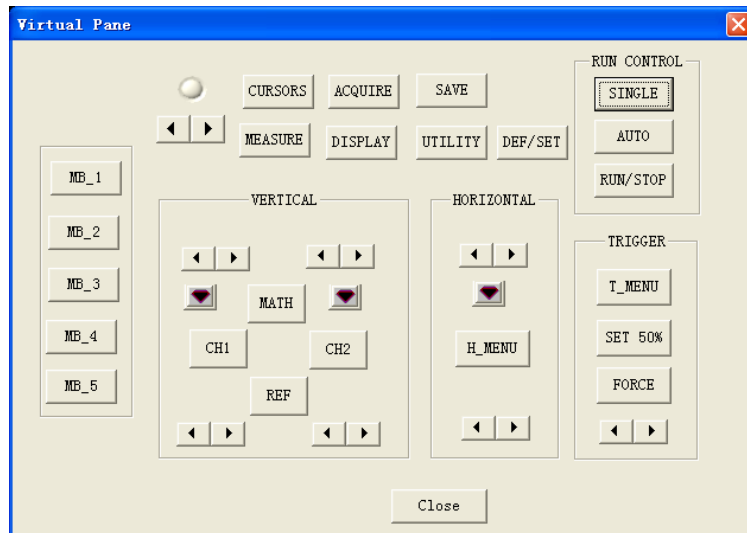 Virtual Pane
RUN CONTROL
CURSORS ACQUIRE SAVE SINGLE
MEASURE DISPLAY UTILITY DEF/SET AUTO
MB_1 RUN/STOP
VERTICAL HORIZONTAL
MB_2
TRIGGER
MB_3 MATH T_MENU
MB_4 CH1 CH2 H_MENU SET 50%
MB_5 REF FORCE
Close